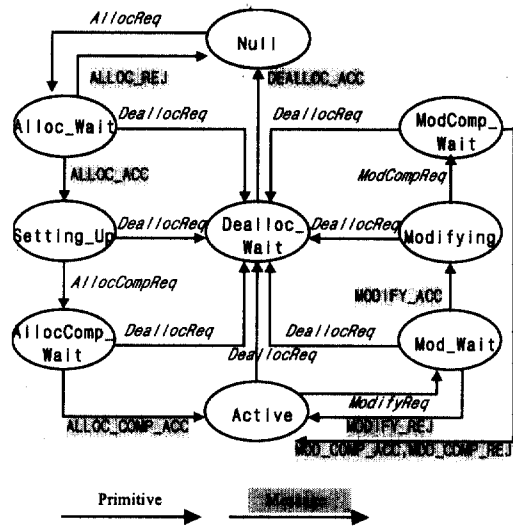 AllocReq
Null
ALLOC_REJ
DEALLOC_ACC
Alloc_Wait
DeallocReq
DeallocReq
ModComp_
Wait
ALLOC_ACC
ModCompReq
Setting_Up
DeallocReq
Dealloc_
Wait
DeallocReq
Modifying
AllocCompReq
MODIFY_ACC
AllocComp_
Wait
DeallocReq
DeallocReq
DeallocReq
Mod_Wait
Active
ModifyReq
ALLOC_COMP_ACC
MODIFY_REJ
MOD_COMP_ACC,MOD_COMP_REJ
Primitive
Message